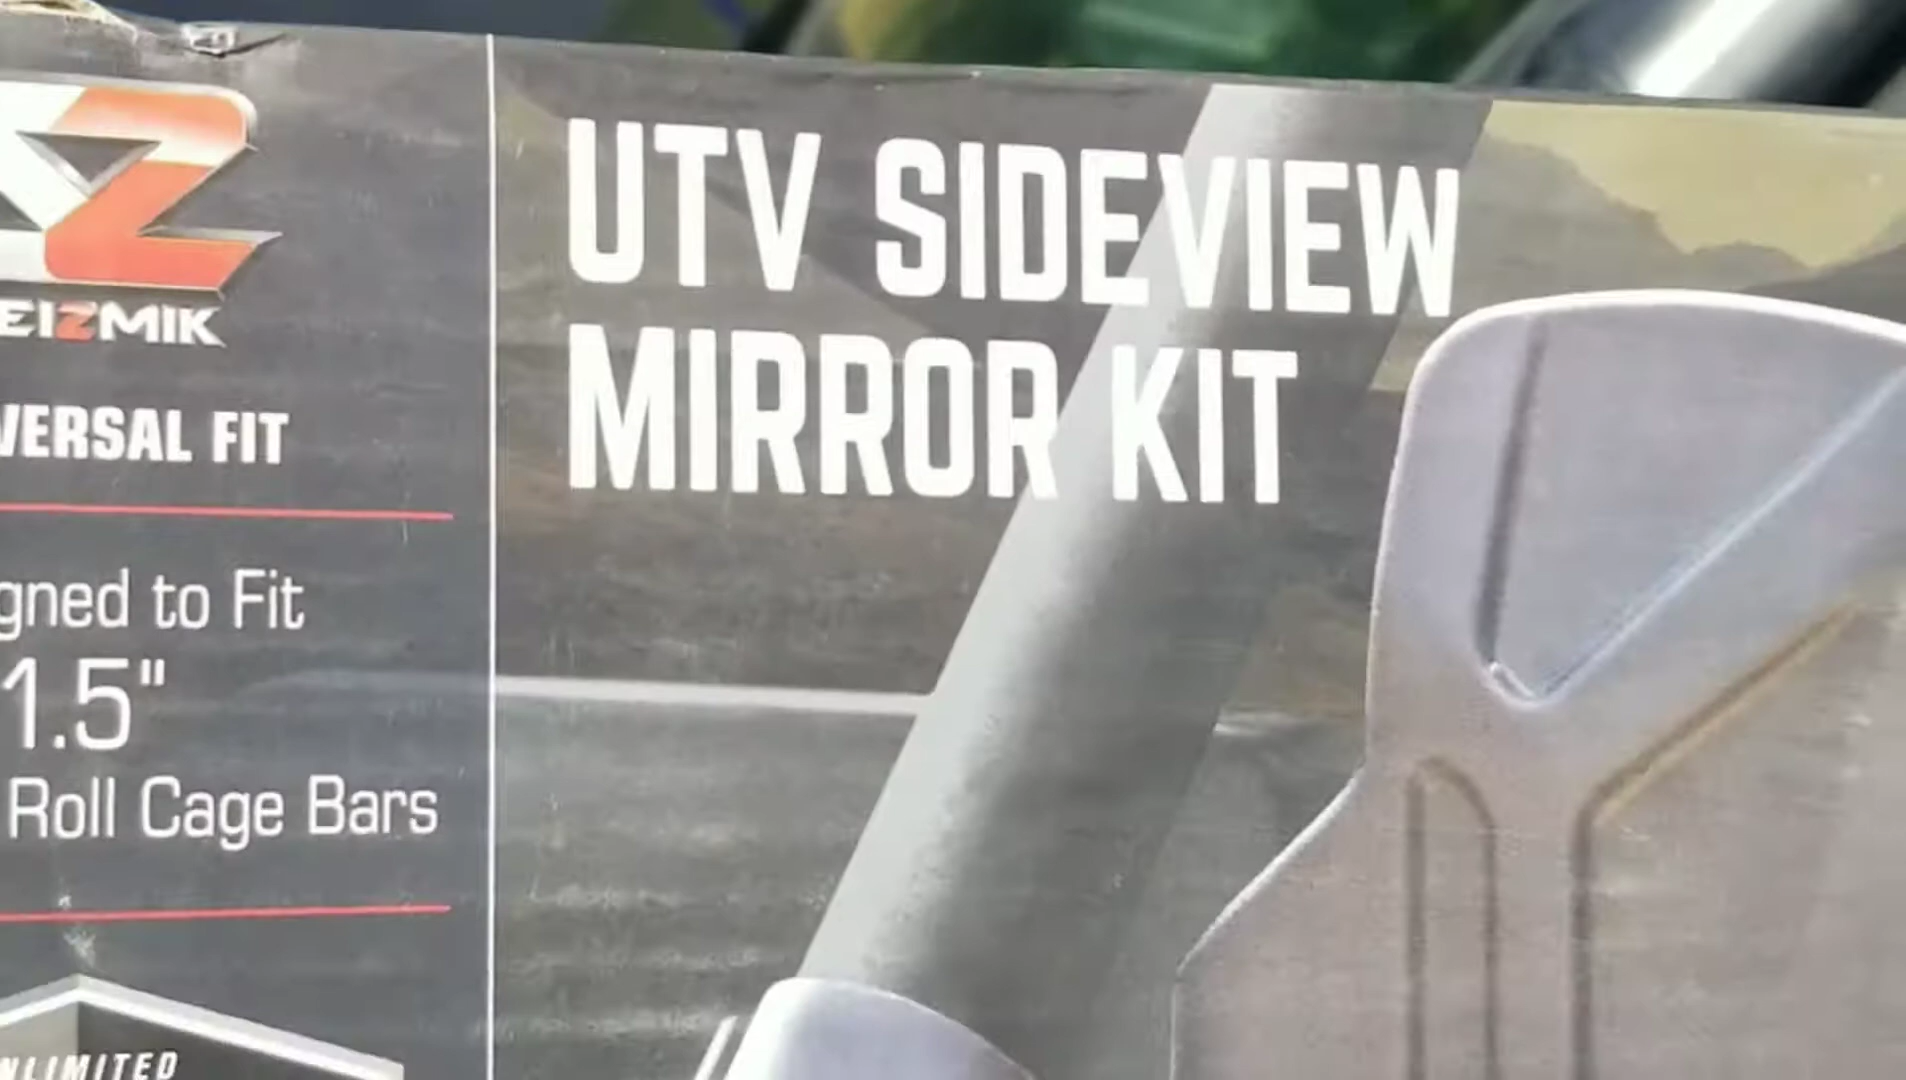 EIZMIK
VERSAL FIT
gned to Fit
1.5"
Roll Cage Bars
NLIMITED
UTV SIDEVIEW
MIRROR KIT